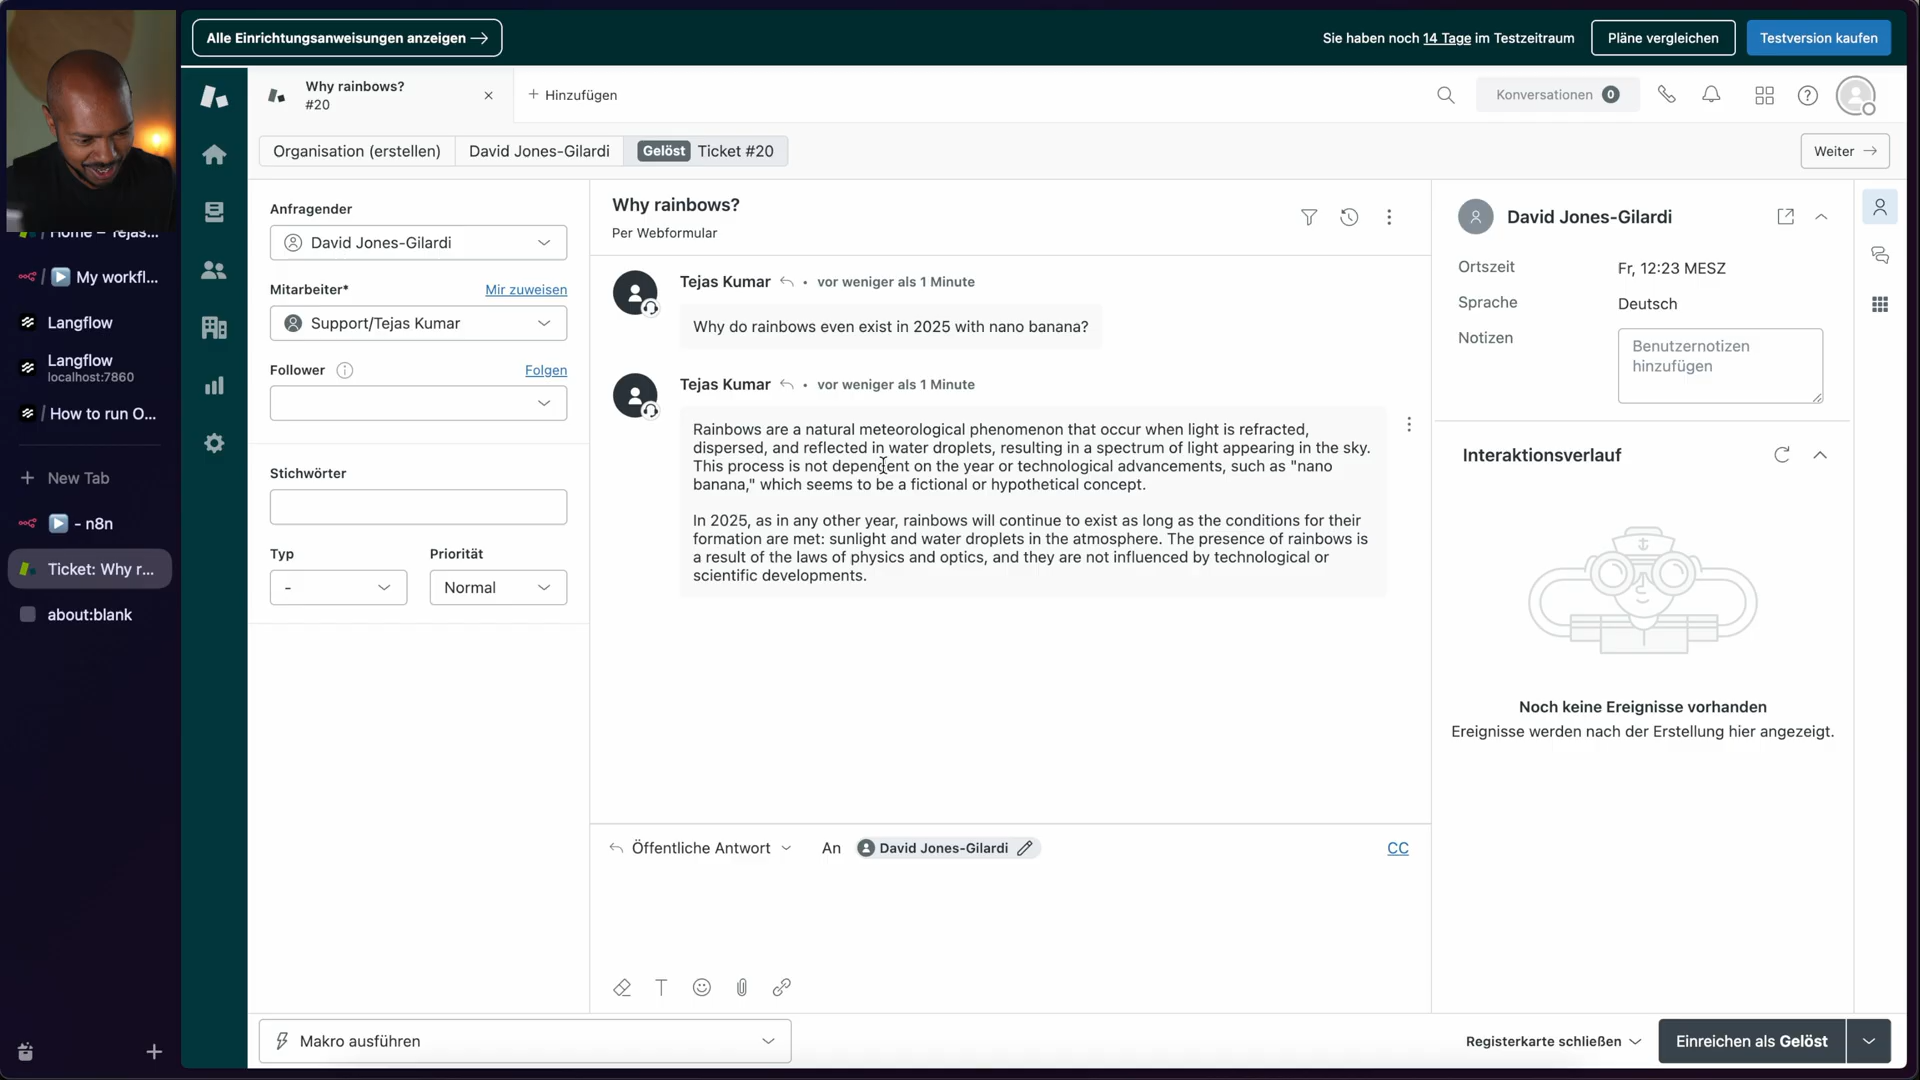 Alle Einrichtungsanweisungen anzeigen →
Sie haben noch 14 Tage im Testzeitraum
Pläne vergleichen
Testversion kaufen
Home – Tejas...
/ My workfl...
Langflow
Langflow
localhost:7860
/ How to run O...
+ New Tab
- n8n
Ticket: Why r...
about:blank
Why rainbows?
#20
+ Hinzufügen
Konversationen 0
Organisation (erstellen)
David Jones-Gilardi
Gelöst Ticket #20
Weiter →
Anfragender
David Jones-Gilardi
Mitarbeiter*
Mir zuweisen
Support/Tejas Kumar
Follower
Folgen
Stichwörter
Typ
Priorität
-
Normal
Why rainbows?
Per Webformular
Tejas Kumar • vor weniger als 1 Minute
Why do rainbows even exist in 2025 with nano banana?
Tejas Kumar • vor weniger als 1 Minute
Rainbows are a natural meteorological phenomenon that occur when light is refracted,
dispersed, and reflected in water droplets, resulting in a spectrum of light appearing in the sky.
This process is not dependent on the year or technological advancements, such as "nano
banana," which seems to be a fictional or hypothetical concept.
In 2025, as in any other year, rainbows will continue to exist as long as the conditions for their
formation are met: sunlight and water droplets in the atmosphere. The presence of rainbows is
a result of the laws of physics and optics, and they are not influenced by technological or
scientific developments.
Öffentliche Antwort
An
David Jones-Gilardi
CC
Makro ausführen
Registerkarte schließen
Einreichen als Gelöst
David Jones-Gilardi
Ortszeit
Fr, 12:23 MESZ
Sprache
Deutsch
Notizen
Benutzernotizen
hinzufügen
Interaktionsverlauf
Noch keine Ereignisse vorhanden
Ereignisse werden nach der Erstellung hier angezeigt.